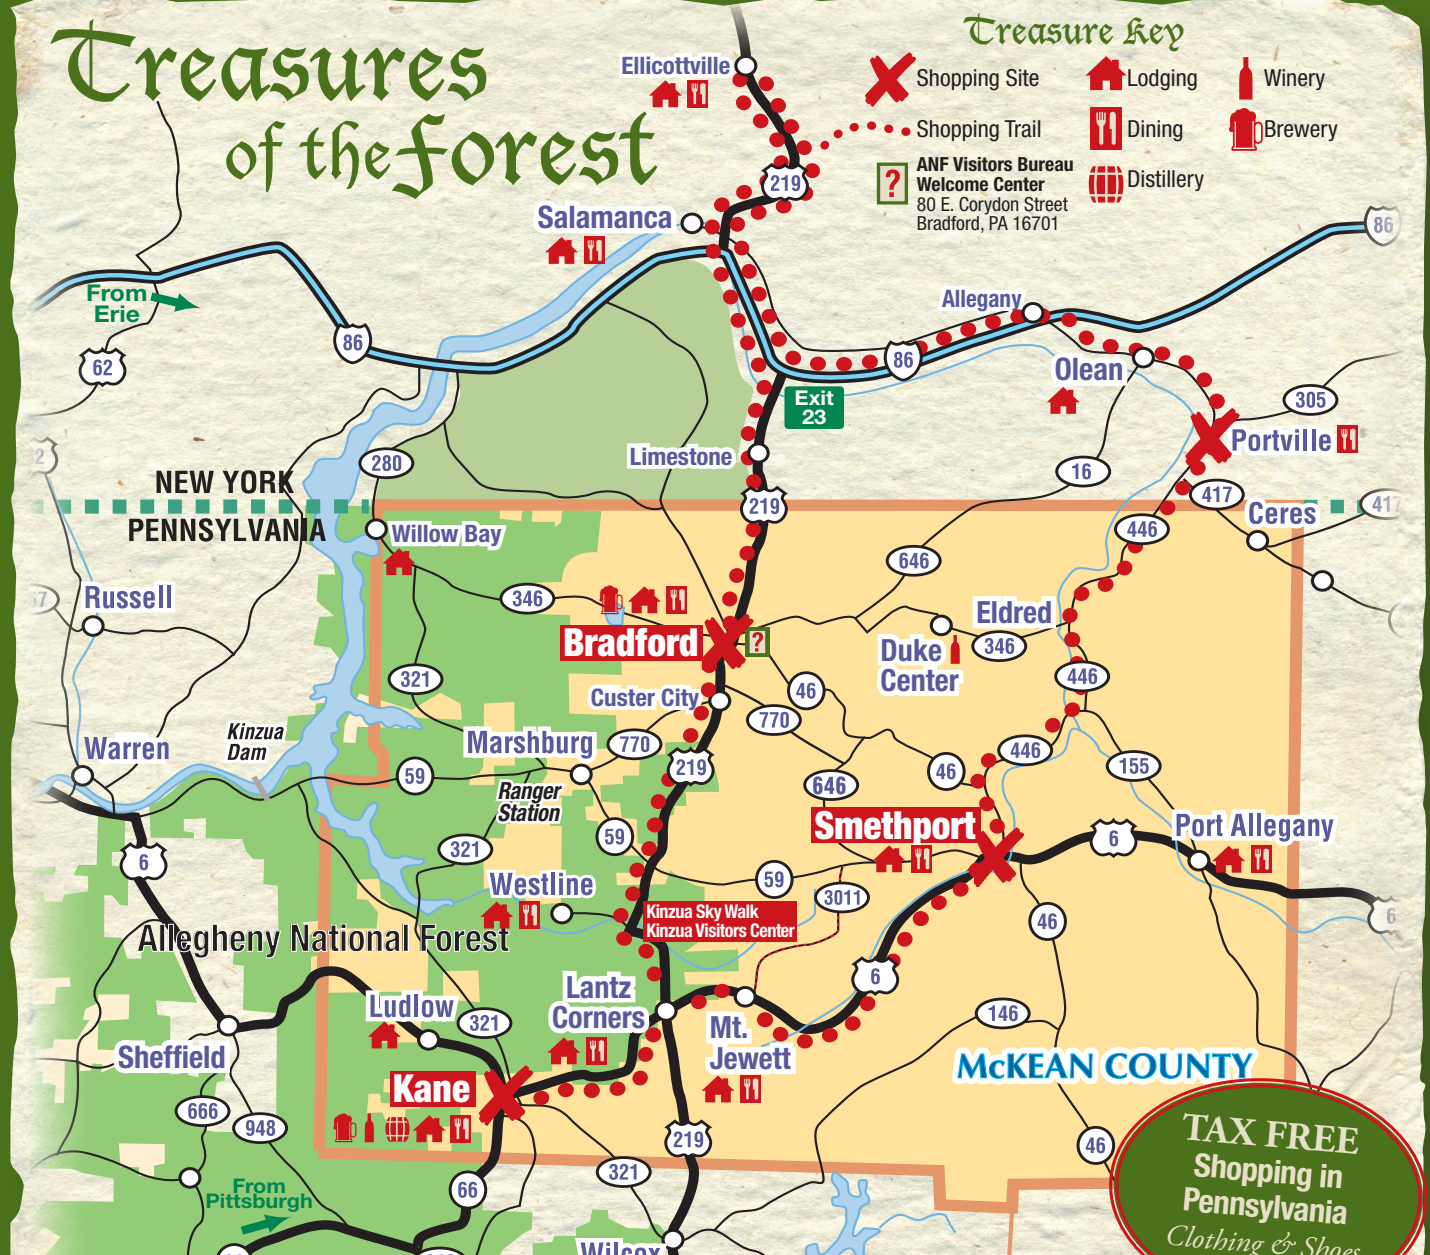 Treasures
of the Forest
Treasure Key
Shopping Site
Lodging
Winery
Shopping Trail
Dining
Brewery
ANF Visitors Bureau
Welcome Center
80 E. Corydon Street
Bradford, PA 16701
?
Distillery
Ellicottville
219
Salamanca
86
From
Erie
62
86
Allegany
86
Olean
Exit
23
305
Portville
Limestone
280
16
NEW YORK
PENNSYLVANIA
219
417
417
Ceres
446
Willow Bay
646
Russell
346
Bradford
?
Eldred
Duke
Center
346
321
446
Custer City
46
770
Kinzua
Dam
Warren
Marshburg
770
219
446
59
46
155
Ranger
Station
646
59
Smethport
6
Port Allegany
6
321
Westline
59
3011
Kinzua Sky Walk
Kinzua Visitors Center
46
6
Allegheny National Forest
6
Lantz
Corners
Ludlow
321
Mt.
Jewett
146
Sheffield
McKEAN COUNTY
Kane
666
948
219
46
321
66
From
Pittsburgh
Wilcox
TAX FREE
Shopping in
Pennsylvania
Clothing & Shoes